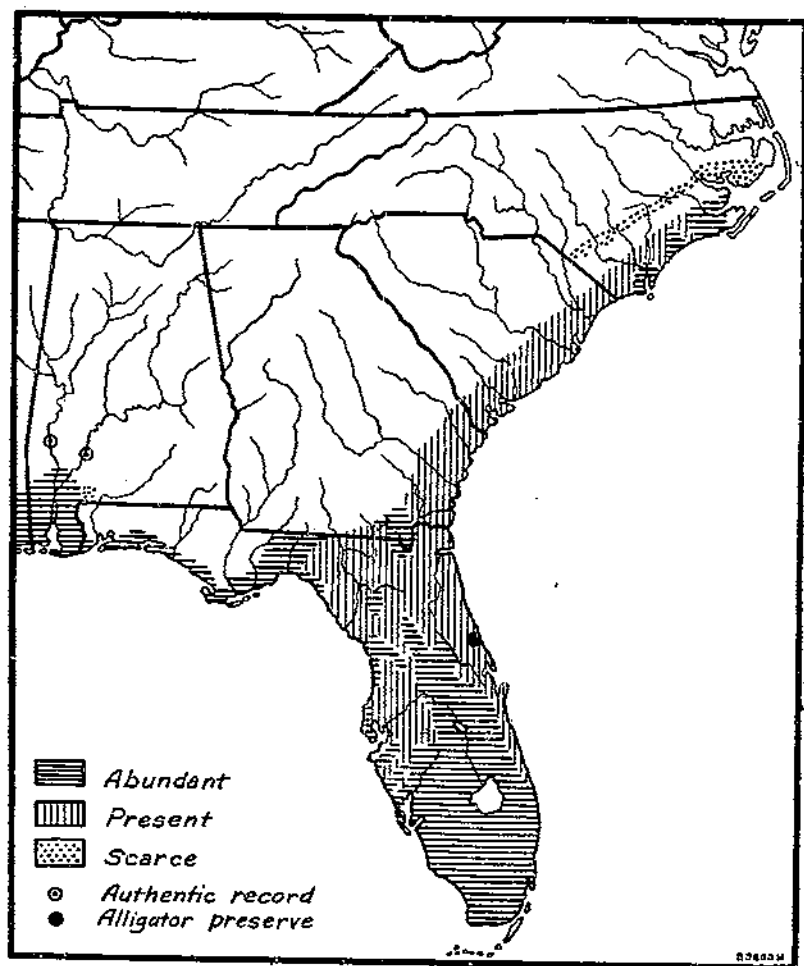 Abundant
Present
Scarce
Authentic record
Alligator preserve